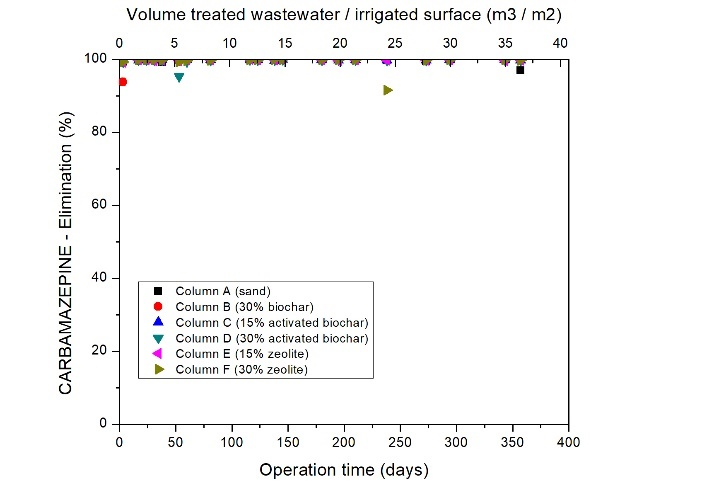 Volume treated wastewater / irrigated surface (m3 / m2)
0 5 10 15 20 25 30 35 40
100
80
60
40
20
0
CARBAMAZEPINE - Elimination (%)
Column A (sand)
Column B (30% biochar)
Column C (15% activated biochar)
Column D (30% activated biochar)
Column E (15% zeolite)
Column F (30% zeolite)
0 50 100 150 200 250 300 350 400
Operation time (days)